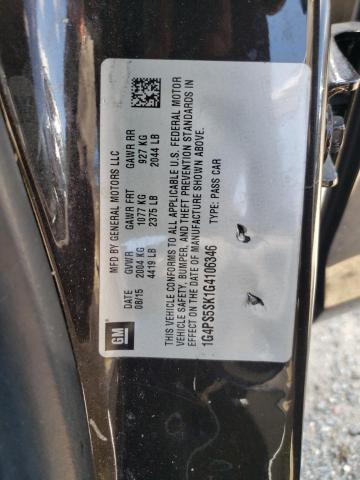 MFD BY GENERAL MOTORS LLC
DATE GVWR GAWR FRT GAWR RR
08/15 2004 KG 1077 KG 927 KG
4419 LB 2375 LB 2044 LB
THIS VEHICLE CONFORMS TO ALL APPLICABLE U.S. FEDERAL MOTOR
VEHICLE SAFETY, BUMPER, AND THEFT PREVENTION STANDARDS IN
EFFECT ON THE DATE OF MANUFACTURE SHOWN ABOVE.
1G4PS5SK1G4106346 TYPE: PASS CAR
GM